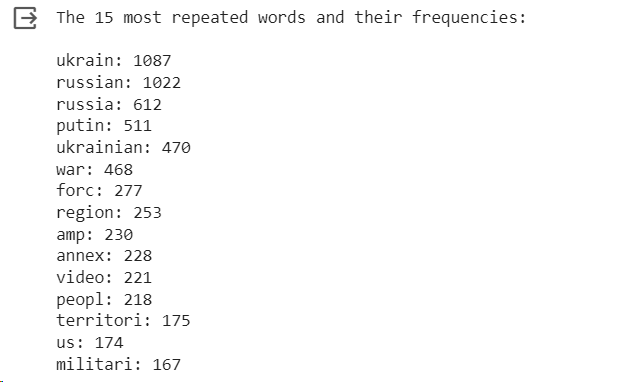 The 15 most repeated words and their frequencies:
ukrain: 1087
russian: 1022
russia: 612
putin: 511
ukrainian: 470
war: 468
forc: 277
region: 253
amp: 230
annex: 228
video: 221
peopl: 218
territori: 175
us: 174
militari: 167